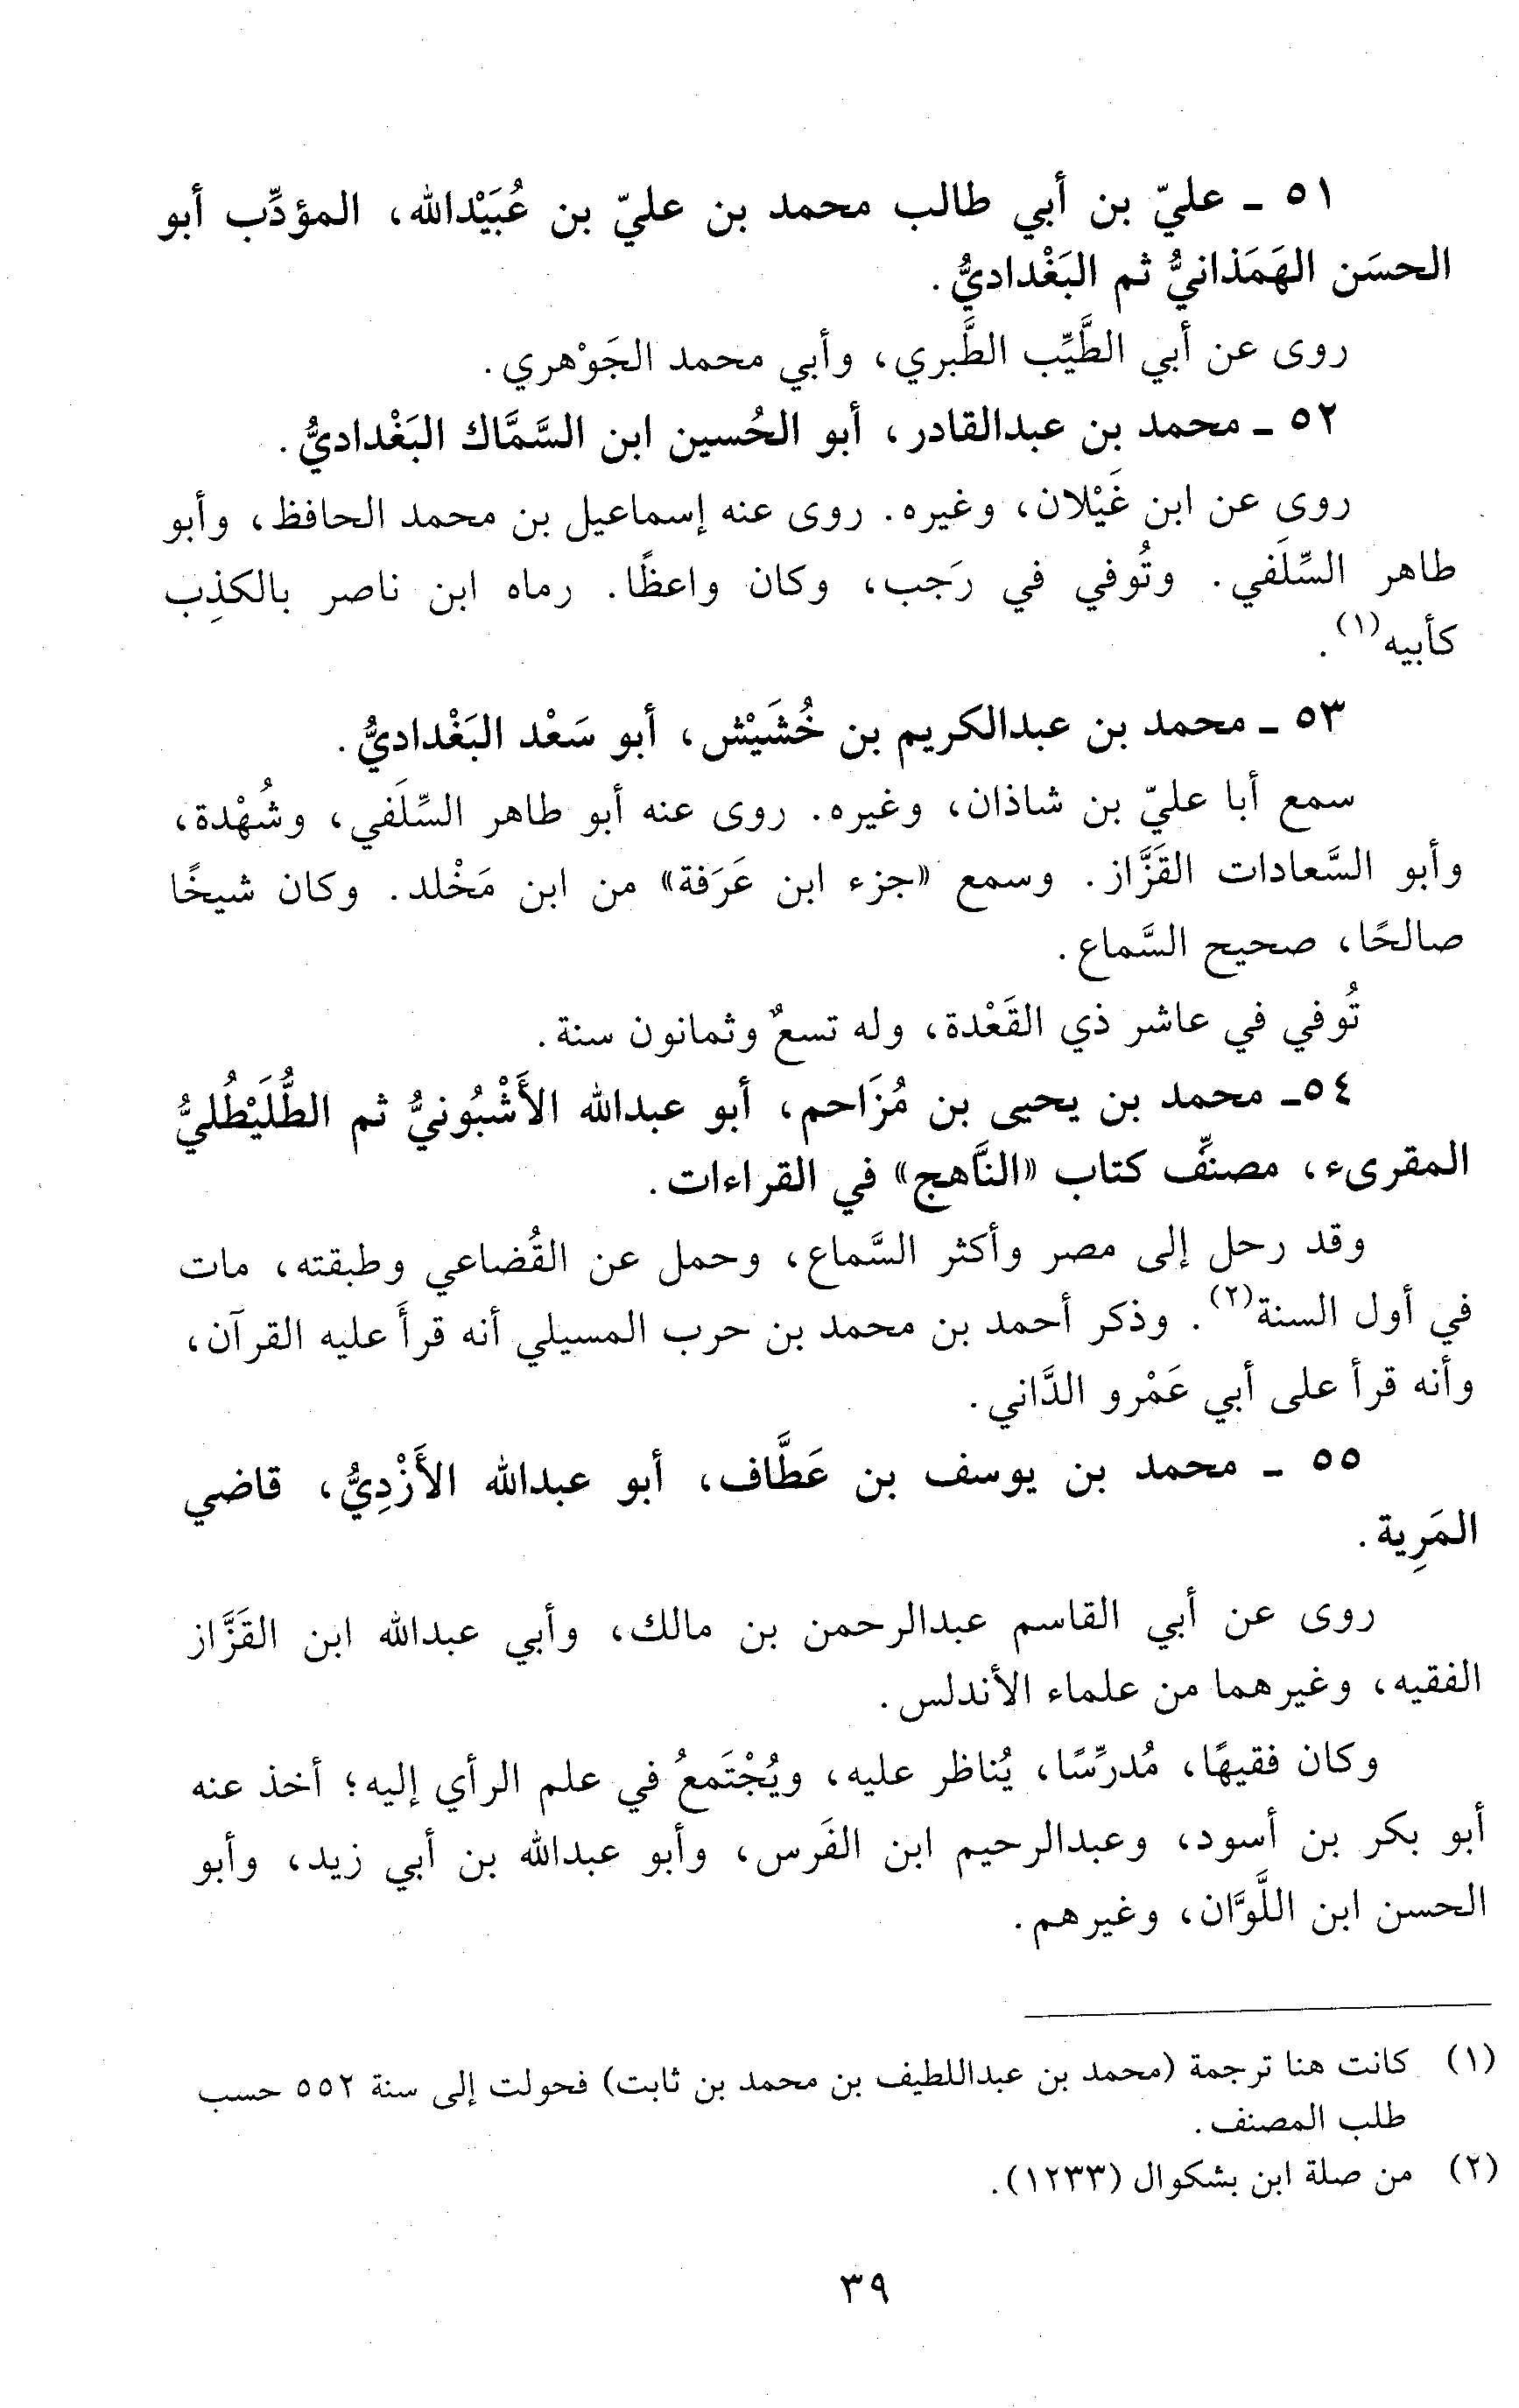 ٥١ - عليّ بن أبي طالب محمد بن عليّ بن عُبَيْدالله، المؤدِّب أبو
الحسَن الهَمَذانيُّ ثم البَغْداديُّ.
روى عن أبي الطَّيِّب الطَّبري، وأبي محمد الجَوْهري.
٥٢ - محمد بن عبدالقادر، أبو الحُسين ابن السَّمَّاك البَغْداديُّ.
روى عن ابن غَيْلان، وغيره. روى عنه إسماعيل بن محمد الحافظ، وأبو
طاهر السِّلَفي. وتُوفي في رَجب، وكان واعظًا. رماه ابن ناصر بالكذِب
كأبيه(١).
٥٣ - محمد بن عبدالكريم بن خُشَيْش، أبو سَعْد البَغْداديُّ.
سمع أبا عليّ بن شاذان، وغيره. روى عنه أبو طاهر السِّلَفي، وشُهْدة،
وأبو السَّعادات القَزَّاز. وسمع «جزء ابن عَرَفة» من ابن مَخْلد. وكان شيخًا
صالحًا، صحيح السَّماع.
تُوفي في عاشر ذي القَعْدة، وله تسعٌ وثمانون سنة.
٥٤- محمد بن يحيى بن مُزَاحم، أبو عبدالله الأَشْبُونيُّ ثم الطُّلَيْطُليُّ
المقرىء، مصنِّف كتاب «النَّاهج» في القراءات.
وقد رحل إلى مصر وأكثر السَّماع، وحمل عن القُضاعي وطبقته، مات
في أول السنة(٢). وذكر أحمد بن محمد بن حرب المسيلي أنه قرأَ عليه القرآن،
وأنه قرأ على أبي عَمْرو الدَّاني.
٥٥ - محمد بن يوسف بن عَطَّاف، أبو عبدالله الأَزْدِيُّ، قاضي
المَرِية.
روى عن أبي القاسم عبدالرحمن بن مالك، وأبي عبدالله ابن القَزَّاز
الفقيه، وغيرهما من علماء الأندلس.
وكان فقيهًا، مُدرِّسًا، يُناظر عليه، ويُجْتَمعُ في علم الرأي إليه؛ أخذ عنه
أبو بكر بن أسود، وعبدالرحيم ابن الفَرس، وأبو عبدالله بن أبي زيد، وأبو
الحسن ابن اللَّوَّان، وغيرهم.
(١) كانت هنا ترجمة (محمد بن عبداللطيف بن محمد بن ثابت) فحولت إلى سنة ٥٥٢ حسب
طلب المصنف.
(٢) من صلة ابن بشكوال (١٢٣٣).
٣٩